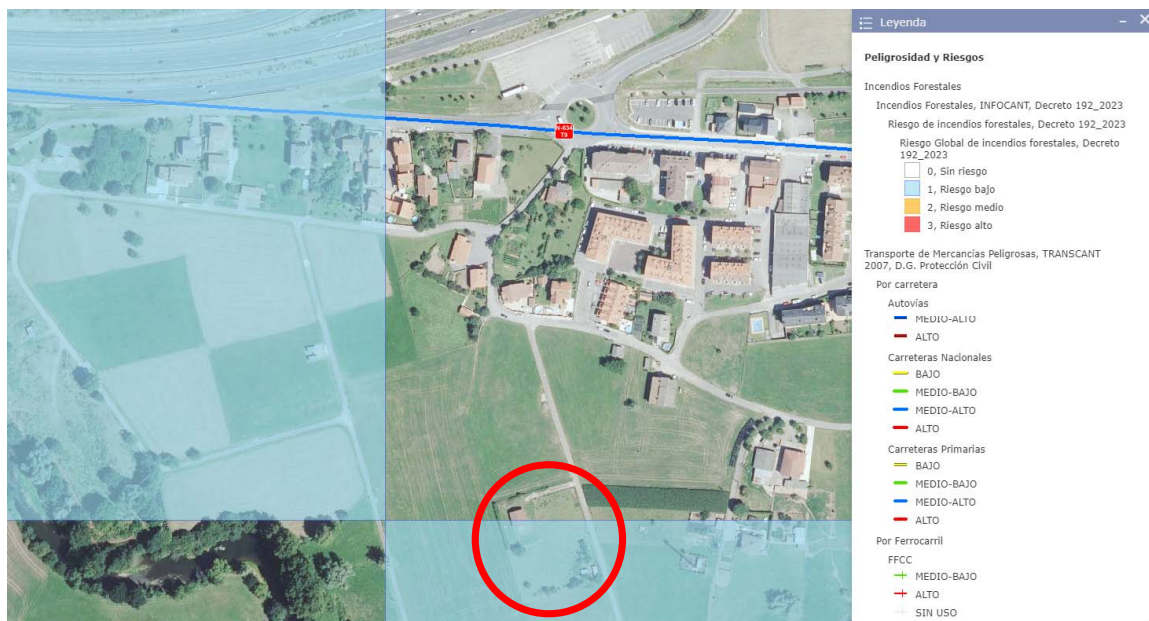 Leyenda
Peligrosidad y Riesgos
Incendios Forestales
Incendios Forestales, INFOCANT, Decreto 192_2023
Riesgo de incendios forestales, Decreto 192_2023
Riesgo Global de incendios forestales, Decreto
192_2023
0, Sin riesgo
1, Riesgo bajo
2, Riesgo medio
3, Riesgo alto
Transporte de Mercancías Peligrosas, TRANSCANT
2007, D.G. Protección Civil
Por carretera
Autovías
MEDIO-ALTO
ALTO
Carreteras Nacionales
BAJO
MEDIO-BAJO
MEDIO-ALTO
ALTO
Carreteras Primarias
BAJO
MEDIO-BAJO
MEDIO-ALTO
ALTO
Por Ferrocarril
FFCC
MEDIO-BAJO
ALTO
SIN USO
N-634
T9